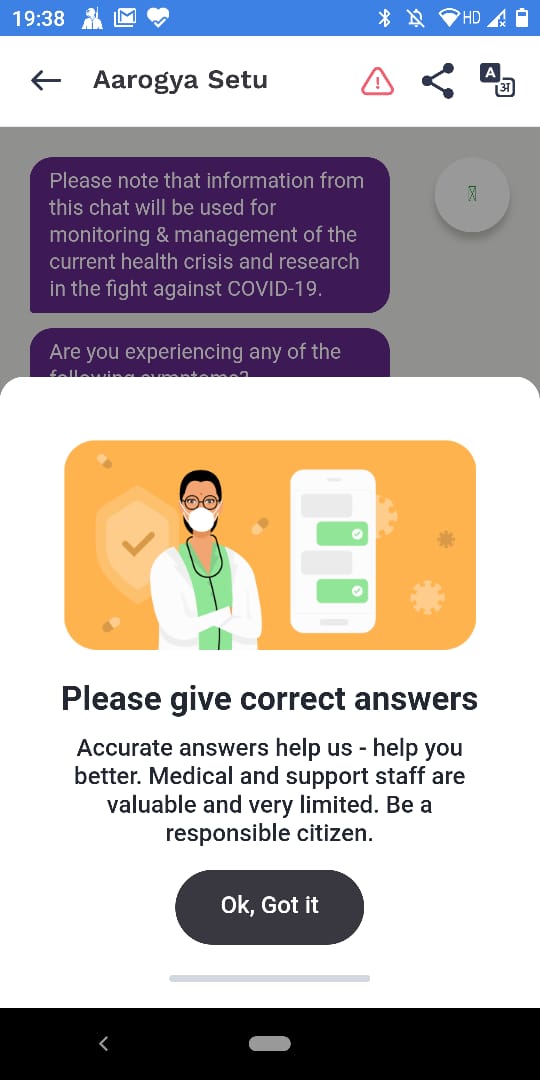 19:38
HD
Aarogya Setu
A
अ
Please note that information from
this chat will be used for
monitoring & management of the
current health crisis and research
in the fight against COVID-19.
Are you experiencing any of the
following symptoms?
Please give correct answers
Accurate answers help us - help you
better. Medical and support staff are
valuable and very limited. Be a
responsible citizen.
Ok, Got it